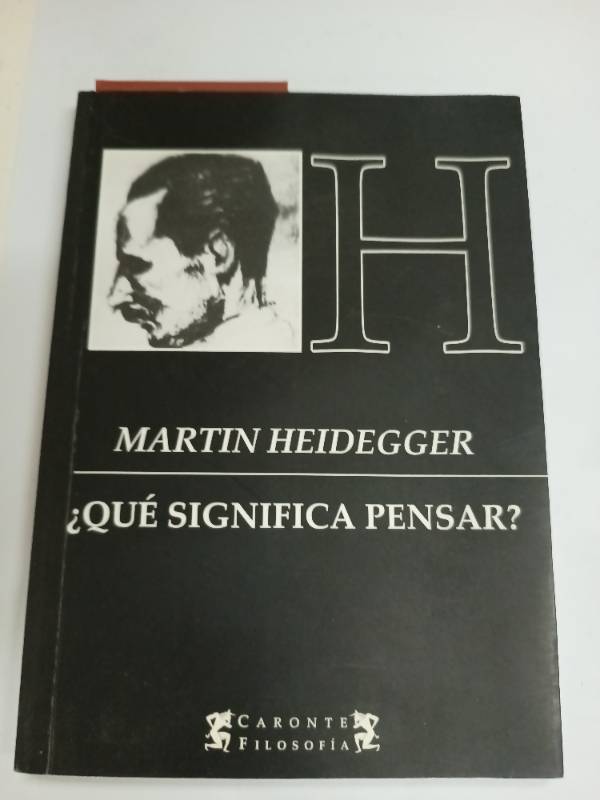 H
MARTIN HEIDEGGER
¿QUÉ SIGNIFICA PENSAR?
CARONTE
FILOSOFÍA